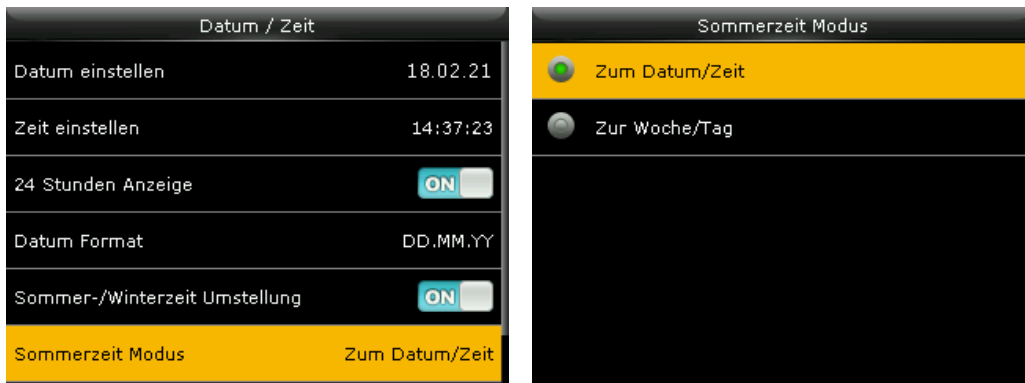 Datum / Zeit
Datum einstellen 18.02.21
Zeit einstellen 14:37:23
24 Stunden Anzeige ON
Datum Format DD.MM.YY
Sommer-/Winterzeit Umstellung ON
Sommerzeit Modus Zum Datum/Zeit
Sommerzeit Modus
Zum Datum/Zeit
Zur Woche/Tag